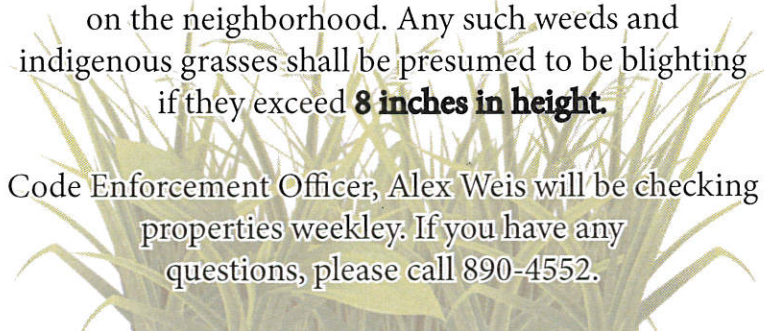 on the neighborhood. Any such weeds and
indigenous grasses shall be presumed to be blighting
if they exceed 8 inches in height.
Code Enforcement Officer, Alex Weis will be checking
properties weekley. If you have any
questions, please call 890-4552.